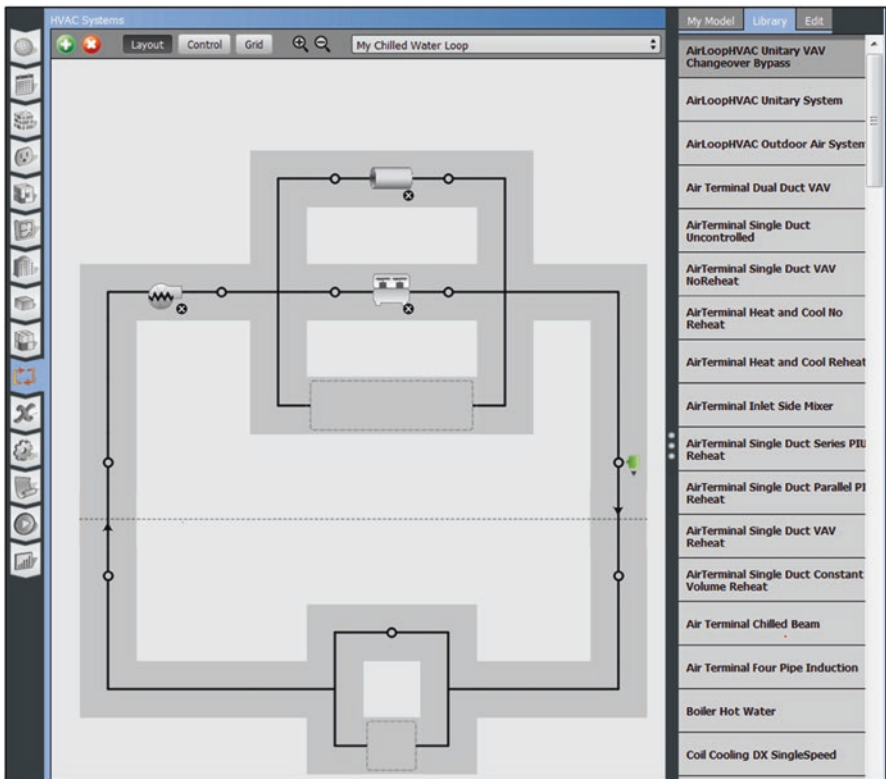 HVAC Systems
Layout
Control
Grid
My Chilled Water Loop
My Model
Library
Edit
AirLoopHVAC Unitary VAV
Changeover Bypass
AirLoopHVAC Unitary System
AirLoopHVAC Outdoor Air System
Air Terminal Dual Duct VAV
AirTerminal Single Duct
Uncontrolled
AirTerminal Single Duct VAV
NoReheat
AirTerminal Heat and Cool No
Reheat
AirTerminal Heat and Cool Reheat
AirTerminal Inlet Side Mixer
AirTerminal Single Duct Series PIU
Reheat
AirTerminal Single Duct Parallel PI
Reheat
AirTerminal Single Duct VAV
Reheat
AirTerminal Single Duct Constant
Volume Reheat
Air Terminal Chilled Beam
Air Terminal Four Pipe Induction
Boiler Hot Water
Coil Cooling DX SingleSpeed